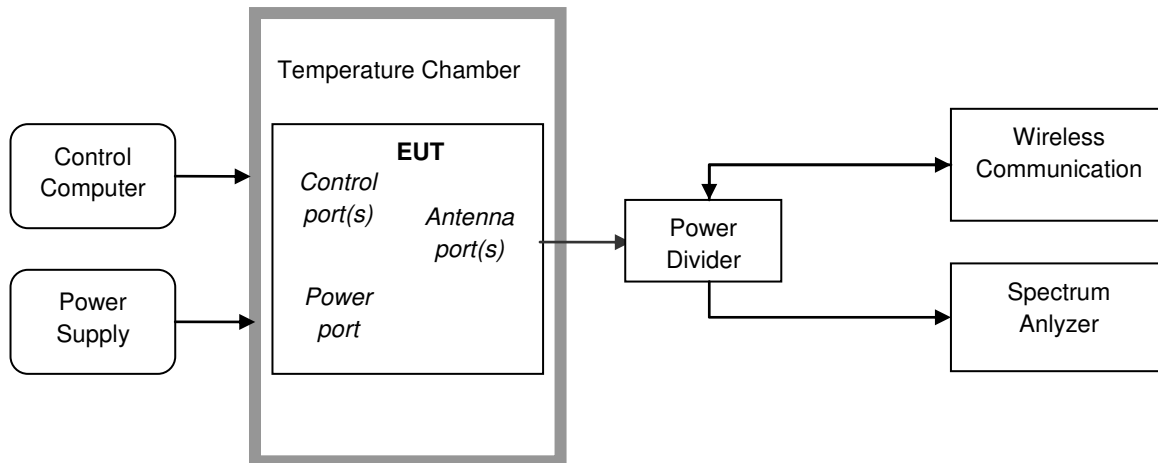 Temperature Chamber
Control
Computer
Power
Supply
EUT
Control
port(s)
Antenna
port(s)
Power
port
Power
Divider
Wireless
Communication
Spectrum
Anlyzer